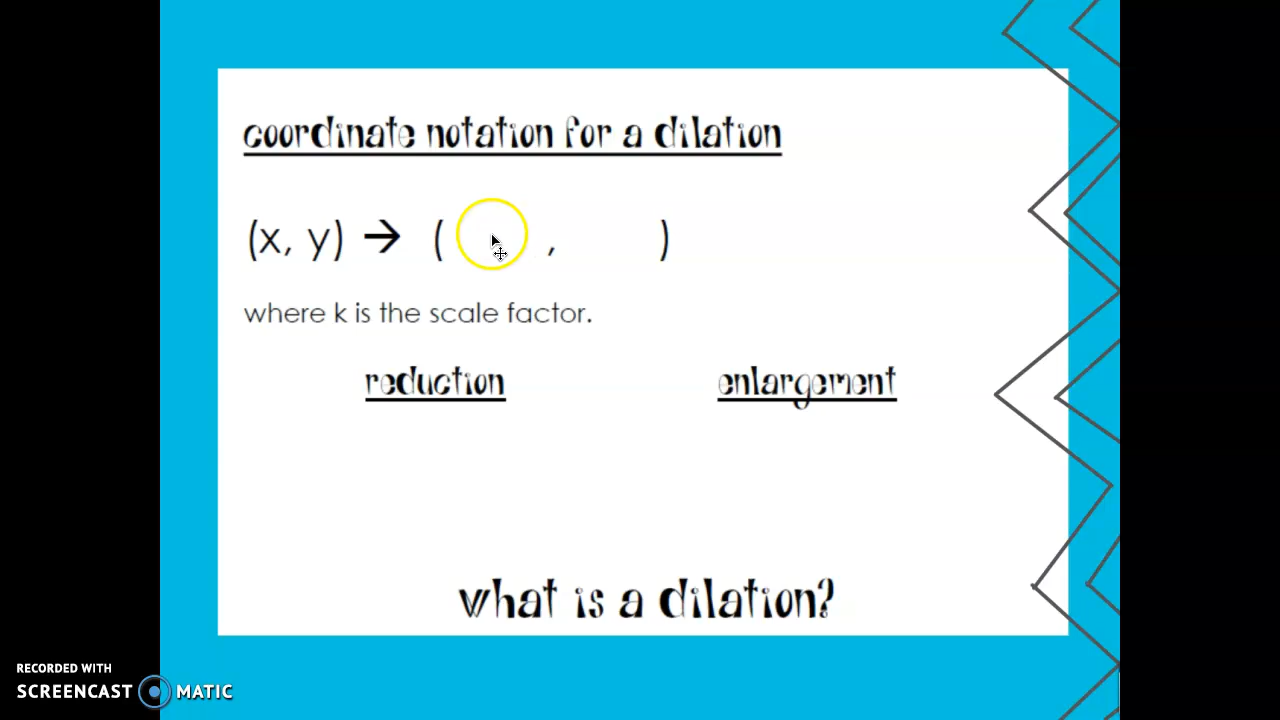 coordinate notation for a dilation
(x, y) → (   ,   )
where k is the scale factor.
reduction
enlargement
what is a dilation?
RECORDED WITH
SCREENCAST MATIC